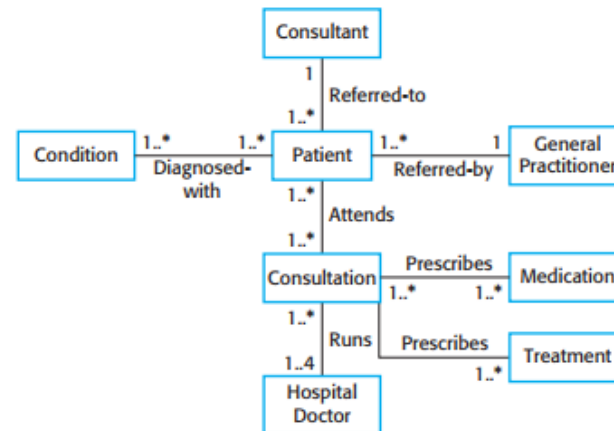 Consultant
1
Referred-to
1..*
Condition
1..*
1..*
Diagnosed-
with
Patient
1..*
1
Referred-by
General
Practitioner
1..*
Attends
1..*
Consultation
Prescribes
1..*
1..*
Medication
1..*
Runs
1..4
Prescribes
1..*
Treatment
Hospital
Doctor